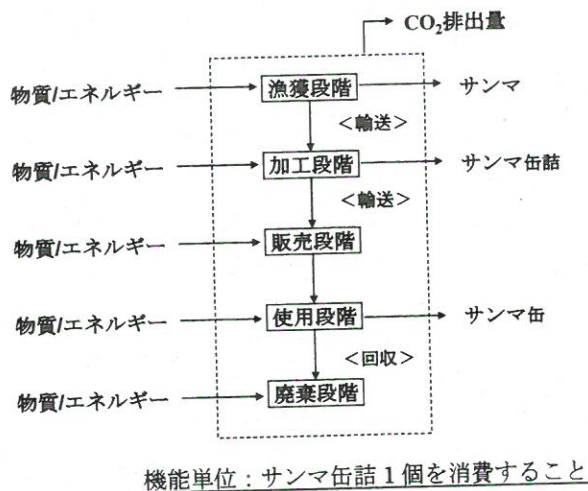 CO₂排出量
物質/エネルギー 漁獲段階 サンマ
<輸送>
物質/エネルギー 加工段階 サンマ缶詰
<輸送>
物質/エネルギー 販売段階
物質/エネルギー 使用段階 サンマ缶
<回収>
物質/エネルギー 廃棄段階
機能単位：サンマ缶詰1個を消費すること